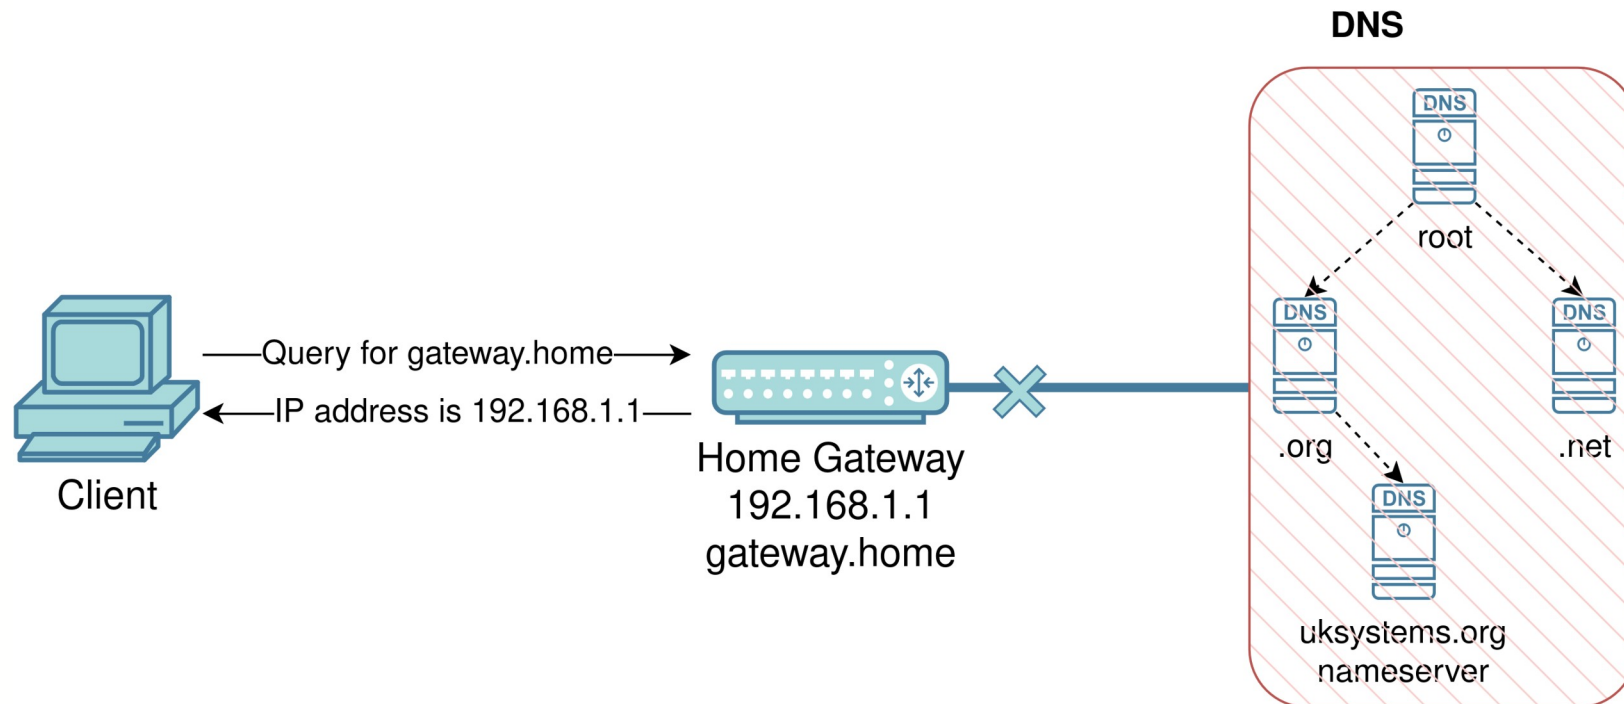 DNS
DNS
root
DNS
DNS
.org
.net
DNS
uksystems.org
nameserver
Query for gateway.home
IP address is 192.168.1.1
Client
Home Gateway
192.168.1.1
gateway.home